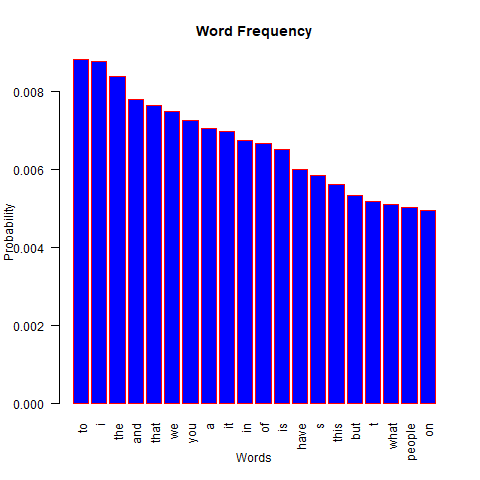 Word Frequency
0.008
0.006
0.004
0.002
0.000
Probability
to i the and that we you a it in of is have s this but t what people on
Words